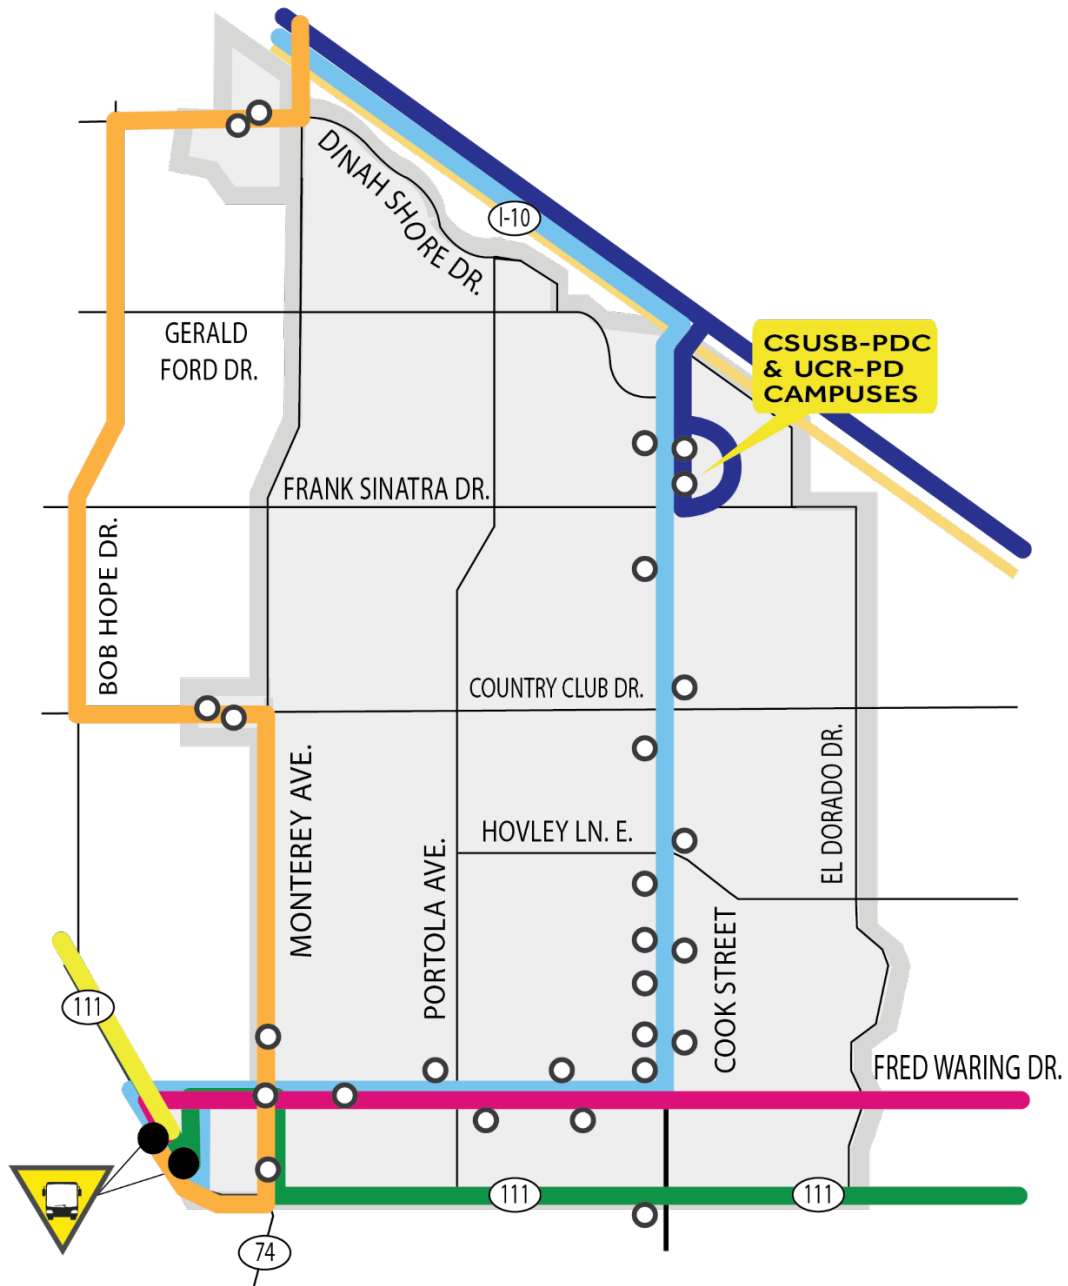 DINAH SHORE DR.
I-10
GERALD
FORD DR.
CSUSB-PDC
& UCR-PD
CAMPUSES
FRANK SINATRA DR.
BOB HOPE DR.
COUNTRY CLUB DR.
MONTEREY AVE.
EL DORADO DR.
HOVLEY LN. E.
PORTOLA AVE.
COOK STREET
111
FRED WARING DR.
111
111
74